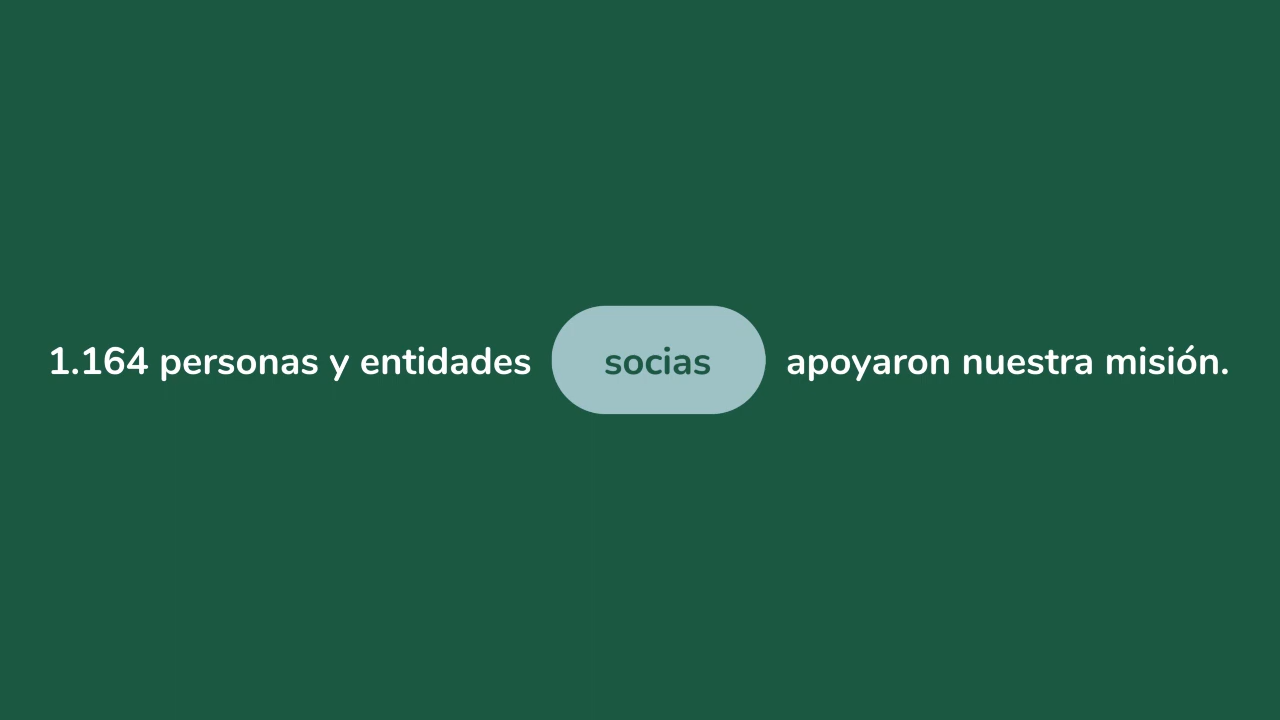 1.164 personas y entidades socias apoyaron nuestra misión.